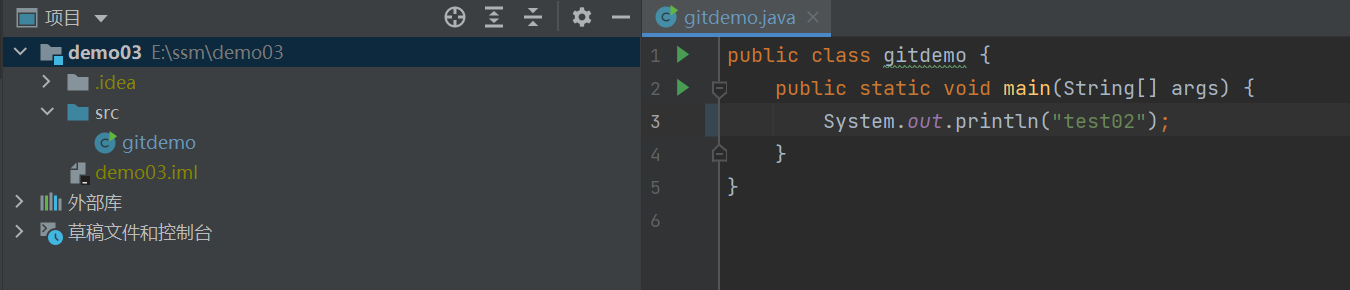 项目
demo03 E:\ssm\demo03
.idea
src
gitdemo
demo03.iml
外部库
草稿文件和控制台
gitdemo.java
1 public class gitdemo {
2 public static void main(String[] args) {
3 System.out.println("test02");
4 }
5 }
6